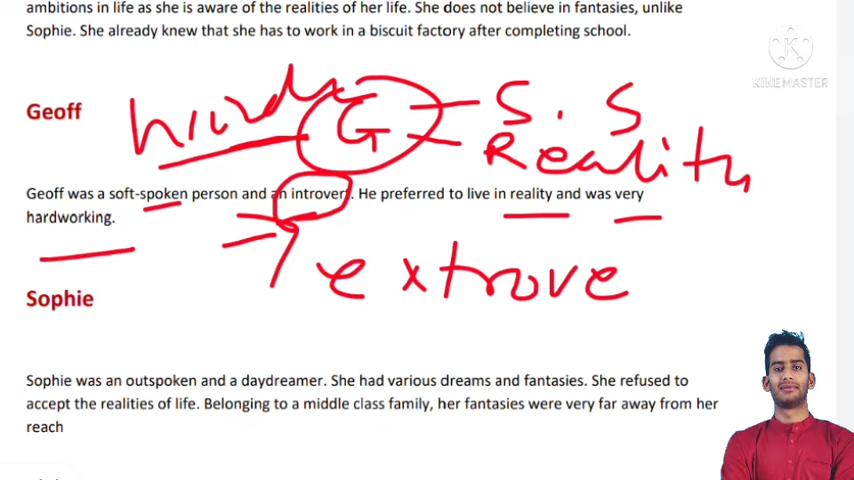 ambitions in life as she is aware of the realities of her life. She does not believe in fantasies, unlike
Sophie. She already knew that she has to work in a biscuit factory after completing school.
K
KINEMASTER
Geoff
G
S. S
Reality
Geoff was a soft-spoken person and an introvert. He preferred to live in reality and was very
hardworking.
extrove
Sophie
Sophie was an outspoken and a daydreamer. She had various dreams and fantasies. She refused to
accept the realities of life. Belonging to a middle class family, her fantasies were very far away from her
reach